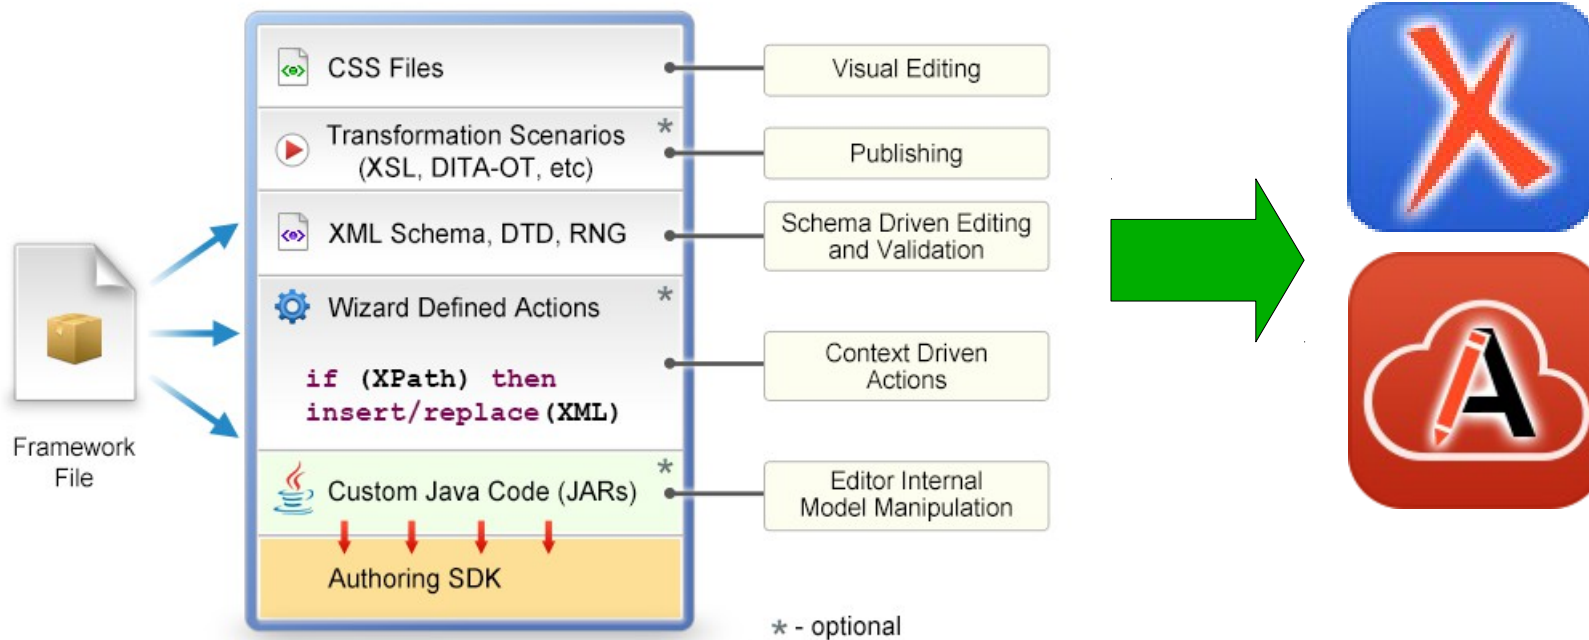 CSS Files
Visual Editing
Transformation Scenarios *
(XSL, DITA-OT, etc)
Publishing
XML Schema, DTD, RNG
Schema Driven Editing
and Validation
Wizard Defined Actions *
if (XPath) then
insert/replace(XML)
Context Driven
Actions
Framework
File
Custom Java Code (JARs) *
Editor Internal
Model Manipulation
Authoring SDK
* - optional
X
A